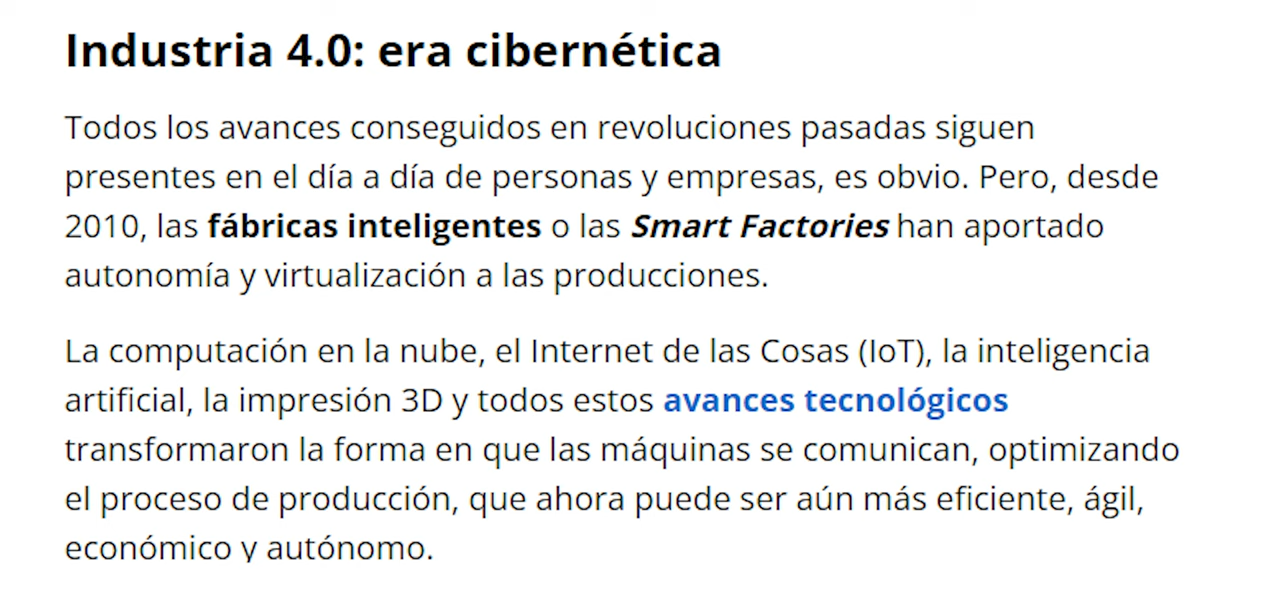 Industria 4.0: era cibernética
Todos los avances conseguidos en revoluciones pasadas siguen
presentes en el día a día de personas y empresas, es obvio. Pero, desde
2010, las fábricas inteligentes o las Smart Factories han aportado
autonomía y virtualización a las producciones.
La computación en la nube, el Internet de las Cosas (IoT), la inteligencia
artificial, la impresión 3D y todos estos avances tecnológicos
transformaron la forma en que las máquinas se comunican, optimizando
el proceso de producción, que ahora puede ser aún más eficiente, ágil,
económico y autónomo.